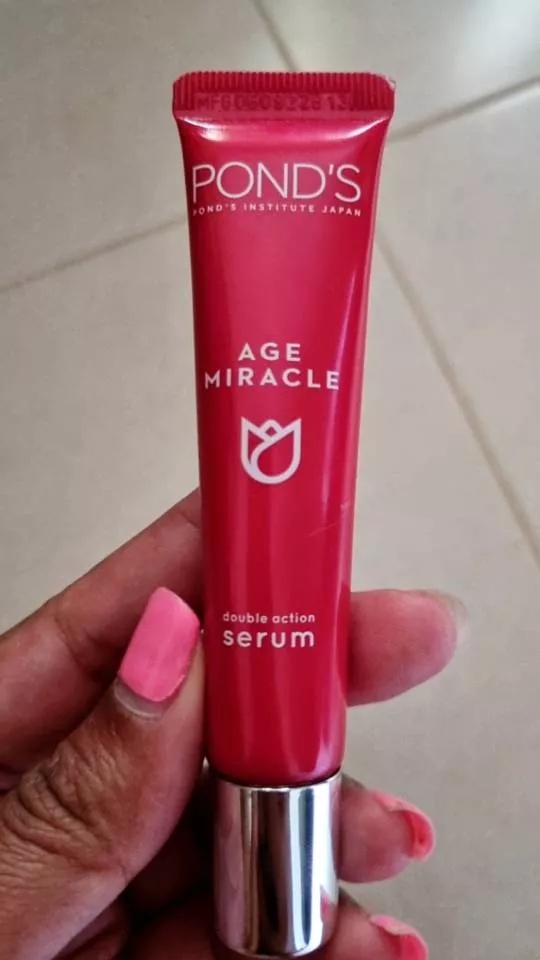 POND'S
POND'S INSTITUTE JAPAN
AGE
MIRACLE
double action
serum